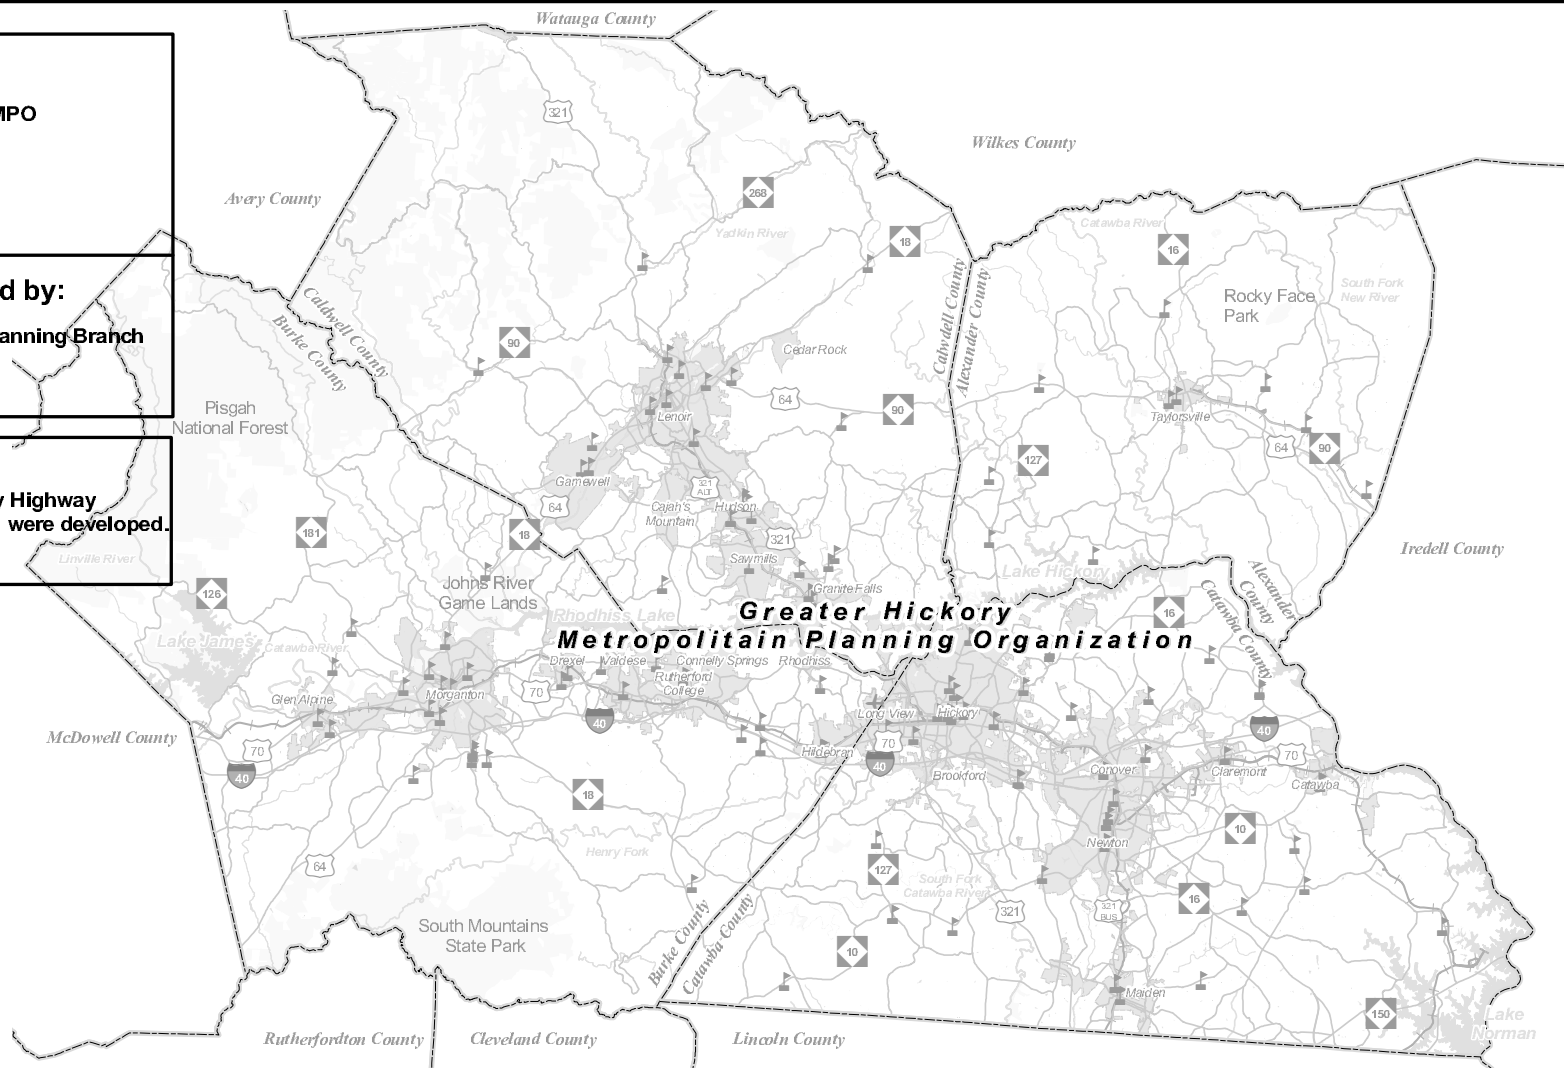 Watauga County
MPO
321
Wilkes County
268
Avery County
Yadkin River
18
Catawba River
16
d by:
anning Branch
Caldwell County
Burke County
Calwdell County
Alexander County
South Fork
New River
Rocky Face
Park
90
Cedar Rock
64
90
Pisgah
National Forest
Lenoir
Taylorsville
127
64
90
Gamewell
321
ALT
64
Cajah's
Mountain
Hudson
y Highway
were developed.
181
18
321
Linville River
Sawmills
Iredell County
Lake Hickory
126
Johns River
Game Lands
Granite Falls
Alexander
County
Catawba County
16
Rhodhiss Lake
Greater Hickory
Metropolitain Planning Organization
Lake James
Catawba River
Drexel
Valdese
Connelly Springs
Rhodhiss
Rutherford
College
Glen Alpine
Morganton
70
40
Long View
Hickory
McDowell County
70
40
Hildebran
70
40
40
70
Brookford
Conover
Claremont
Catawba
18
10
Newton
64
Henry Fork
127
South Fork
Catawba River
16
321
321
BUS
South Mountains
State Park
Burke County
Catawba County
10
Maiden
150
Lake
Norman
Rutherfordton County
Cleveland County
Lincoln County